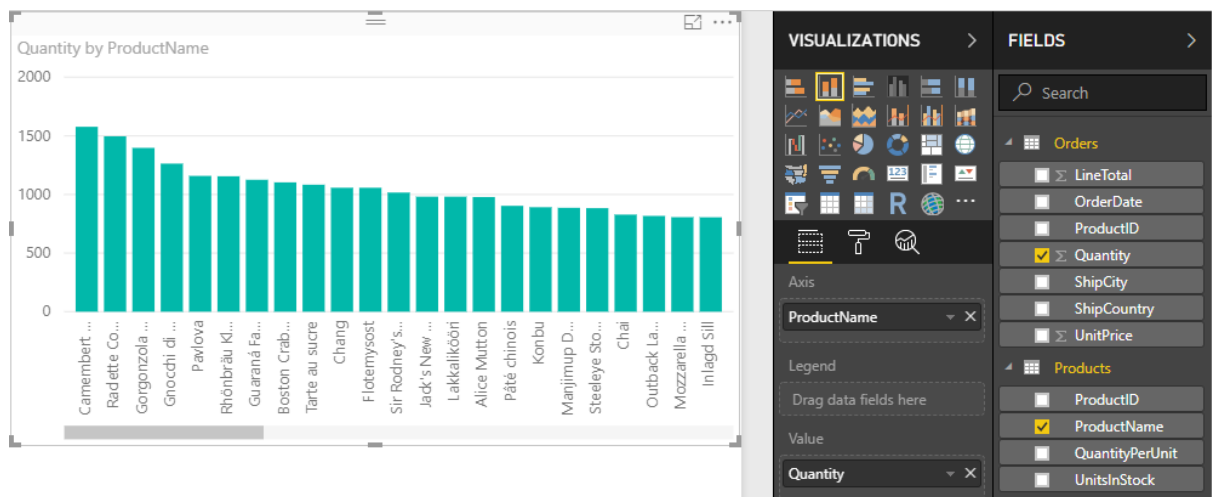 Quantity by ProductName
2000
1500
1000
500
0
Camembert ...
Radette Co...
Gorgonzola ...
Gnocchi di ...
Pavlova
Rhönbräu Kl...
Guaraná Fa...
Boston Crab...
Tarte au sucre
Chang
Flotemysost
Sir Rodney's...
Jack's New ...
Lakkalikööri
Alice Mutton
Pâté chinois
Konbu
Manjimup D...
Steeleye Sto...
Chai
Outback La...
Mozzarella ...
Inlagd Sill
VISUALIZATIONS
123
R
Axis
ProductName
Legend
Drag data fields here
Value
Quantity
FIELDS
Search
Orders
Σ LineTotal
OrderDate
ProductID
Σ Quantity
ShipCity
ShipCountry
Σ UnitPrice
Products
ProductID
ProductName
QuantityPerUnit
UnitsInStock